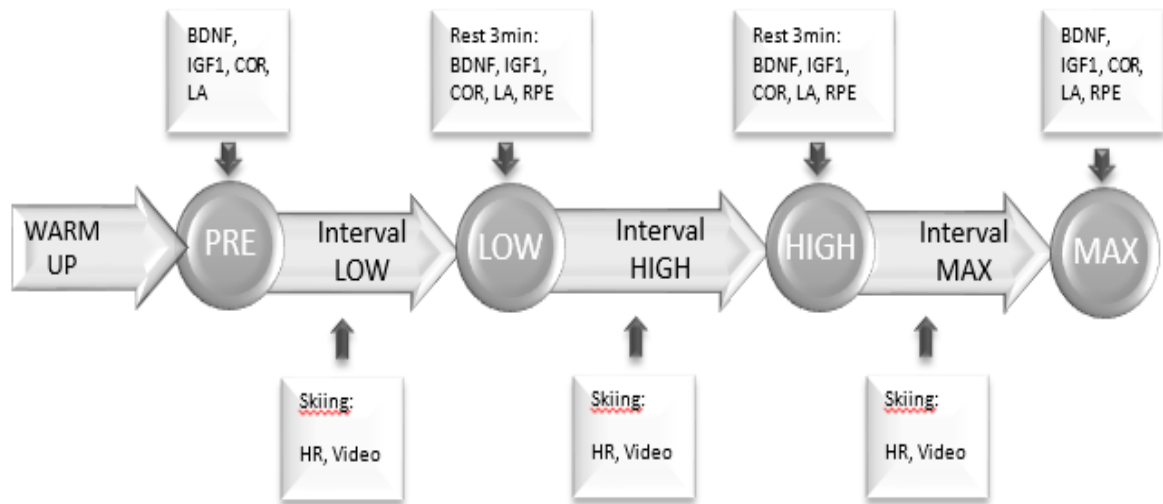 BDNF,
IGF1, COR,
LA
Rest 3min:
BDNF, IGF1,
COR, LA, RPE
Rest 3min:
BDNF, IGF1,
COR, LA, RPE
BDNF,
IGF1, COR,
LA, RPE
WARM
UP
PRE
Interval
LOW
LOW
Interval
HIGH
HIGH
Interval
MAX
MAX
Skiing:
HR, Video
Skiing:
HR, Video
Skiing:
HR, Video